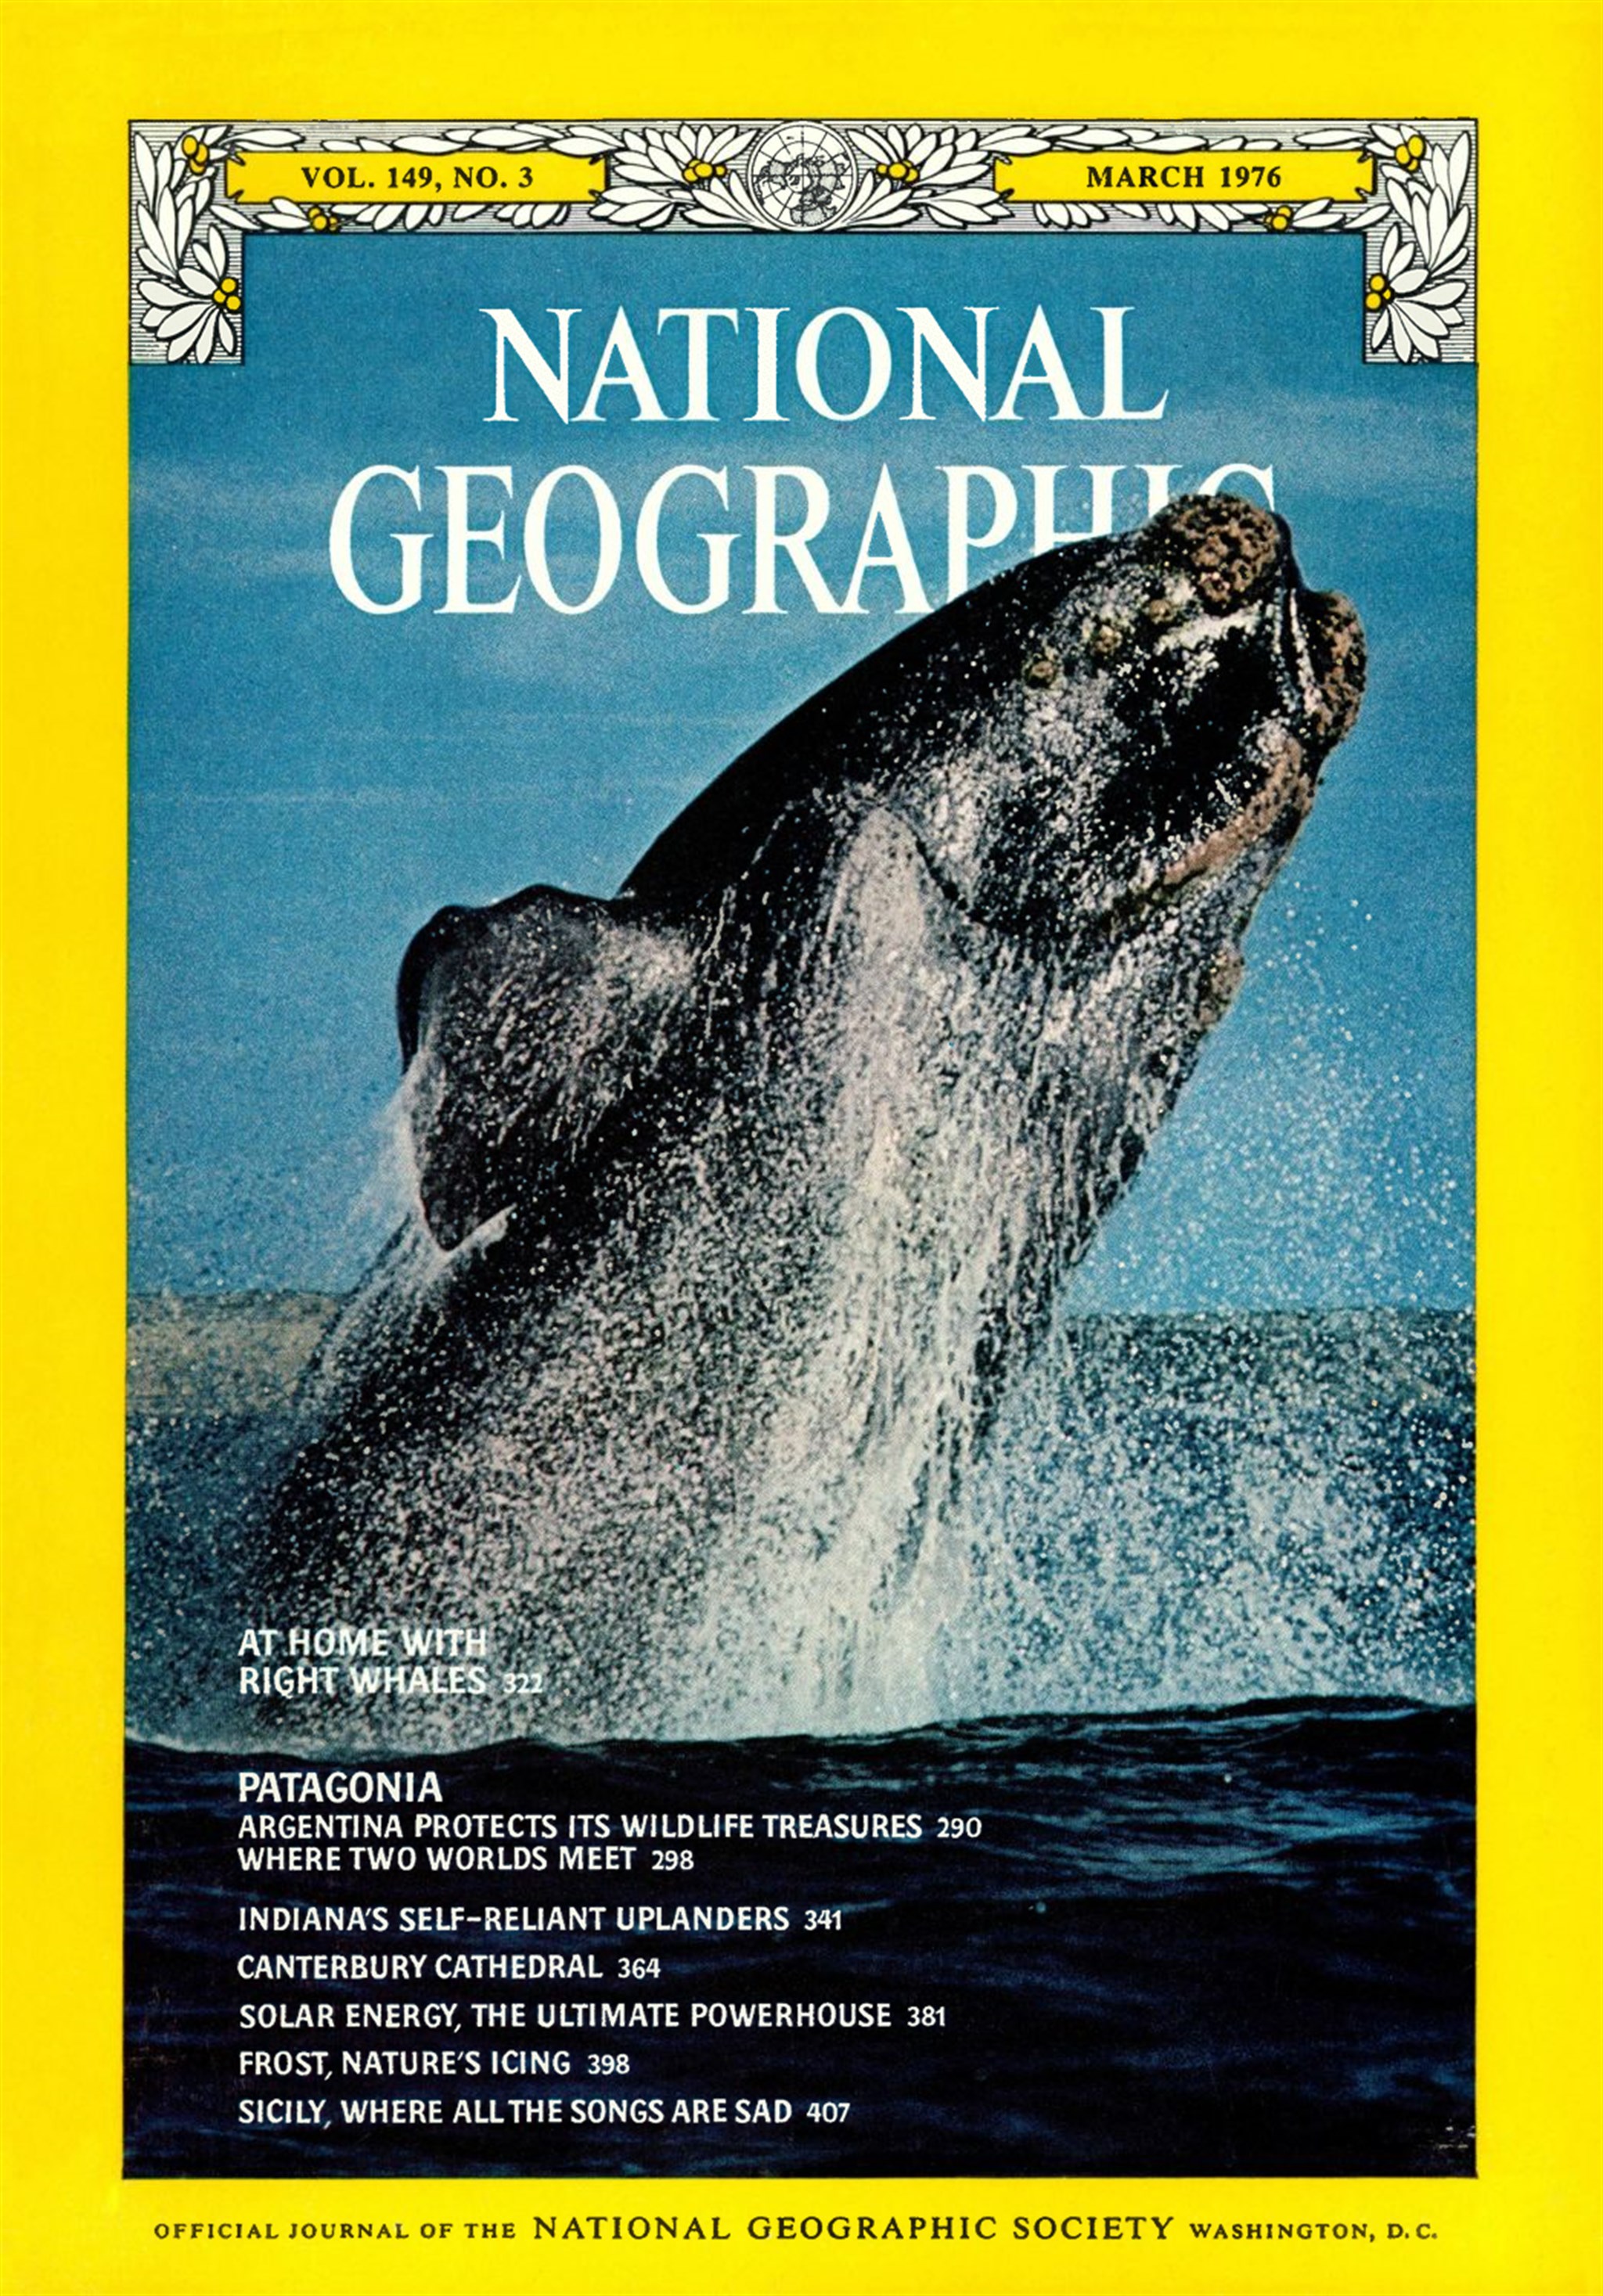 VOL. 149, NO. 3
MARCH 1976
NATIONAL
GEOGRAPHIC
AT HOME WITH
RIGHT WHALES 322
PATAGONIA
ARGENTINA PROTECTS ITS WILDLIFE TREASURES 290
WHERE TWO WORLDS MEET 298
INDIANA'S SELF-RELIANT UPLANDERS 341
CANTERBURY CATHEDRAL 364
SOLAR ENERGY, THE ULTIMATE POWERHOUSE 381
FROST, NATURE'S ICING 398
SICILY, WHERE ALL THE SONGS ARE SAD 407
OFFICIAL JOURNAL OF THE NATIONAL GEOGRAPHIC SOCIETY WASHINGTON, D.C.